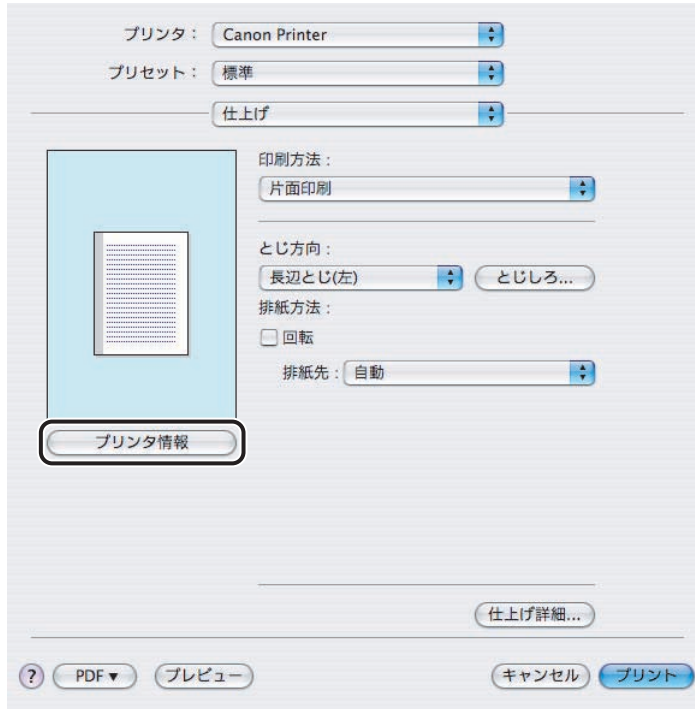 プリンタ： Canon Printer
プリセット： 標準
仕上げ
印刷方法：
片面印刷
とじ方向：
長辺とじ(左) とじしろ...
排紙方法：
回転
排紙先： 自動
プリンタ情報
仕上げ詳細...
? PDF▼ プレビュー キャンセル プリント